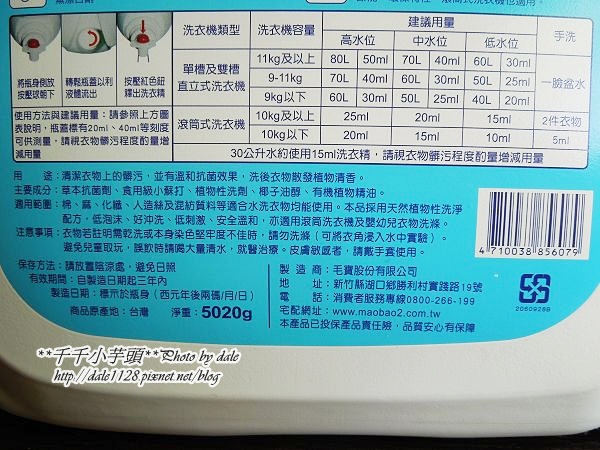 將瓶身倒放
按壓球朝下
轉鬆瓶蓋以利
液體流出
按壓紅色鈕
釋出洗衣精
使用方法與建議用量：請參照上方圖
表說明，瓶蓋標有20ml、40ml等刻度
可供測量，請視衣物髒污程度酌量增
減用量
洗衣機類型 洗衣機容量 建議用量 手洗
高水位 中水位 低水位
單槽及雙槽
直立式洗衣機
11kg及以上 80L 50ml 70L 40ml 60L 30ml
9-11kg 70L 40ml 60L 30ml 50L 30ml
9kg以下 60L 30ml 50L 25ml 40L 20ml
一臉盆水
滾筒式洗衣機 10kg及以上 25ml 20ml 15ml
10kg以下 20ml 15ml 10ml
2件衣物
5ml
30公升水約使用15ml洗衣精，請視衣物髒污程度酌量增減用量
用 途：清潔衣物上的髒污，並有溫和抗菌效果，洗後衣物散發植物清香。
主要成分：草本抗菌劑、食用級小蘇打、植物性洗劑、椰子油醇、有機植物精油。
適用範圍：棉、麻、化纖、人造絲及混紡質料等適合水洗衣物均能使用。本品採用天然植物性洗淨
配方，低泡沫、好沖洗、低刺激、安全溫和，亦適用滾筒洗衣機及嬰幼兒衣物洗滌。
注意事項：衣物若註明需乾洗或本身染色堅牢度不佳時，請勿洗滌（可將衣角浸入水中實驗）。
避免兒童取玩，誤飲時請喝大量清水，就醫治療。皮膚敏感者，請戴手套使用。
保存方法：請放置陰涼處，避免日照
有效期間：自製造日起三年內
製造日期：標示於瓶身（西元年後兩碼/月/日）
商品原產地：台灣 淨重：5020g
製造商：毛寶股份有限公司
地 址：新竹縣湖口鄉勝利村實踐路19號
電 話：消費者服務專線0800-266-199
宅配網址：www.maobao2.com.tw
本產品已投保產品責任險，品質安心有保障
4 710038 856079
2060928B
**千千小芋頭**Photo by dale
http://dale1128.pixnet.net/blog